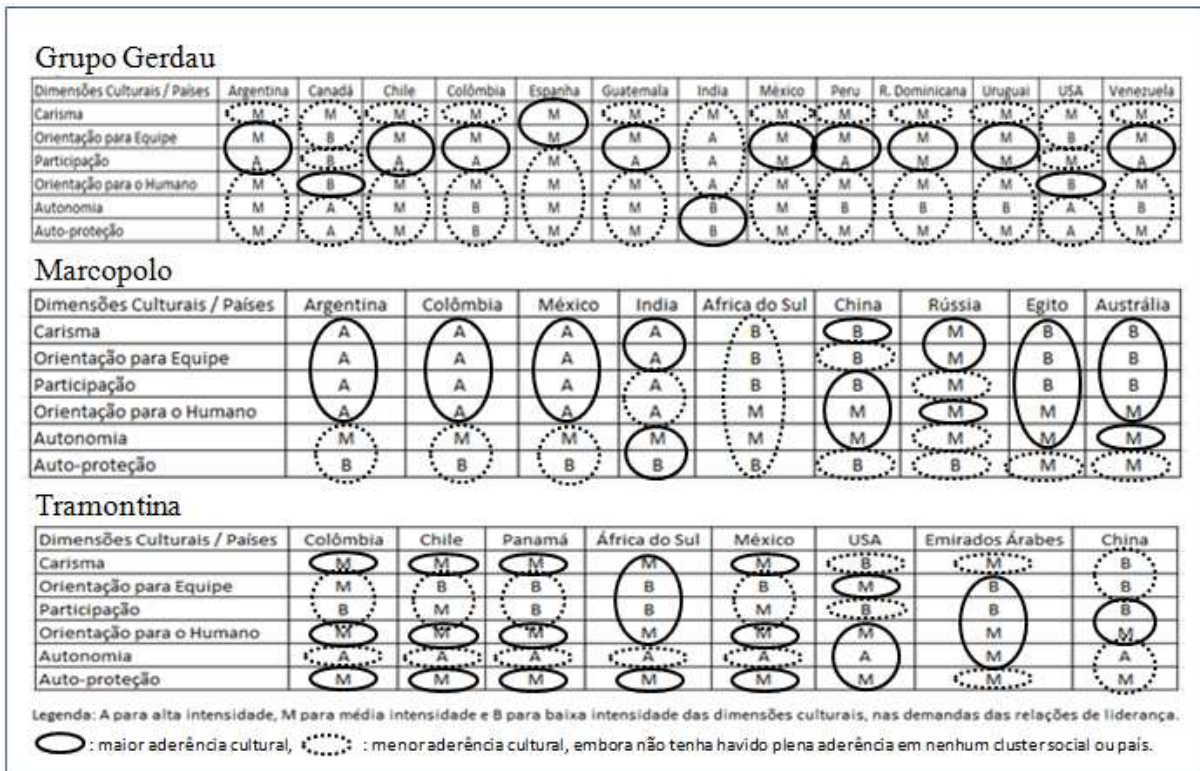 Grupo Gerdau
Dimensões Culturais / Países Argentina Canadá Chile Colômbia Espanha Guatemala India México Peru R. Dominicana Uruguai USA Venezuela
Carisma M M M M M M M M M M M M M
Orientação para Equipe M B M M M M A M M M M B M
Participação A B A A M A A M A M M M A
Orientação para o Humano M B M M M M A M M M M B M
Autonomia M A M B M M B M B B B A B
Auto-proteção M A M B M M B M M M M A M
Marcopolo
Dimensões Culturais / Países Argentina Colômbia México India Africa do Sul China Rússia Egito Austrália
Carisma A A A A B B M B B
Orientação para Equipe A A A A B B M B B
Participação A A A A B B M B B
Orientação para o Humano A A A A M M M M M
Autonomia M M M M M M M M M
Auto-proteção B B B B B B B M M
Tramontina
Dimensões Culturais / Países Colômbia Chile Panamá África do Sul México USA Emirados Árabes China
Carisma M M M M M B M B
Orientação para Equipe M B B B B M B B
Participação B M B B M B B B
Orientação para o Humano M M M M M M M M
Autonomia A A A A A A M A
Auto-proteção M M M M M M M M
Legenda: A para alta intensidade, M para média intensidade e B para baixa intensidade das dimensões culturais, nas demandas das relações de liderança.
: maior aderência cultural, : menor aderência cultural, embora não tenha havido plena aderência em nenhum cluster social ou país.